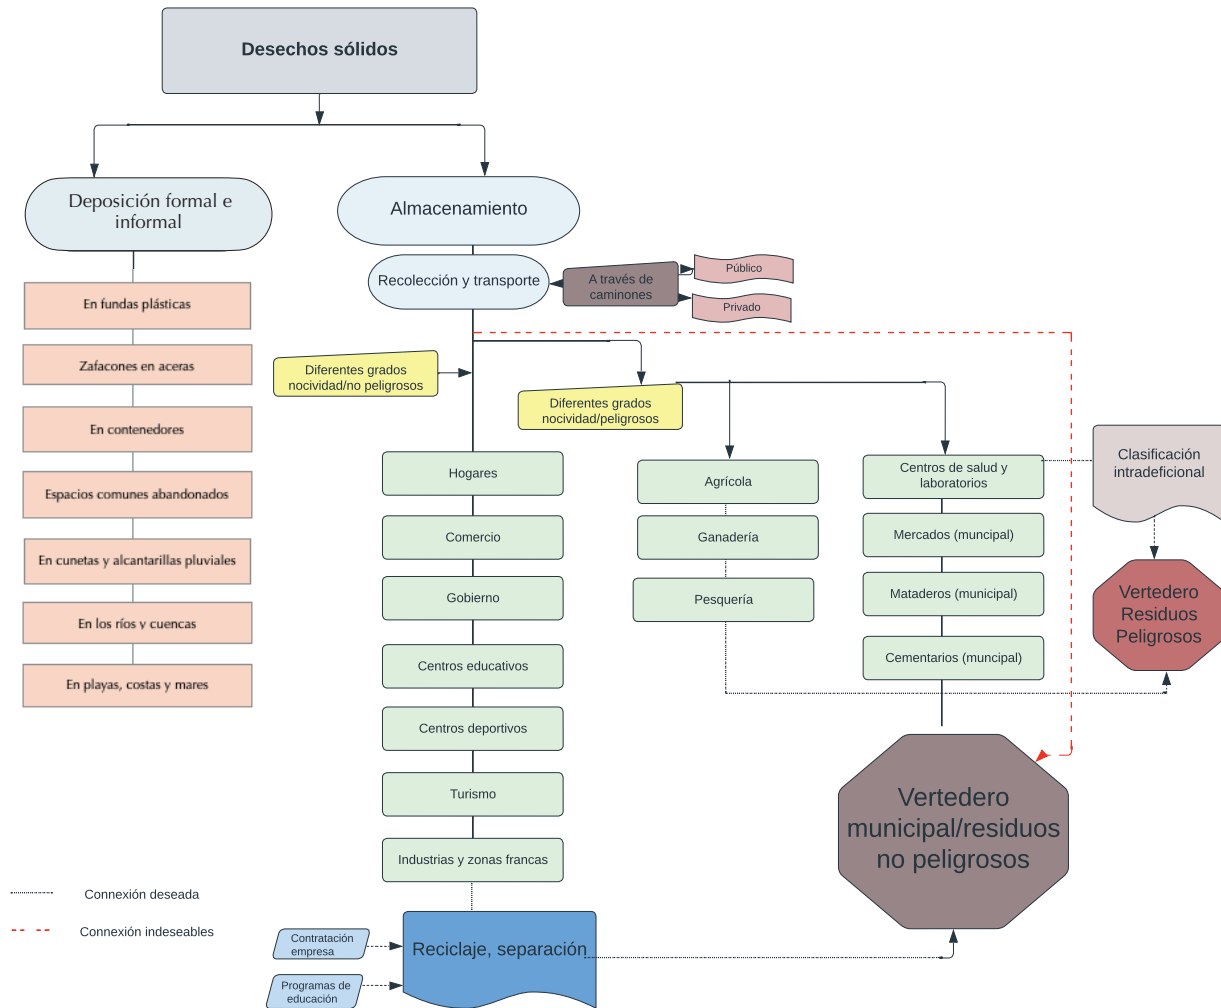 Desechos sólidos
Deposición formal e
informal
En fundas plásticas
Zafacones en aceras
En contenedores
Espacios comunes abandonados
En cunetas y alcantarillas pluviales
En los ríos y cuencas
En playas, costas y mares
Almacenamiento
Recolección y transporte
A través de
caminones
Público
Privado
Diferentes grados
nocividad/no peligrosos
Diferentes grados
nocividad/peligrosos
Hogares
Comercio
Gobierno
Centros educativos
Centros deportivos
Turismo
Industrias y zonas francas
Agrícola
Ganadería
Pesquería
Centros de salud y
laboratorios
Mercados (muncipal)
Mataderos (municipal)
Cementarios (muncipal)
Clasificación
intradeficional
Vertedero
Residuos
Peligrosos
Vertedero
municipal/residuos
no peligrosos
Connexión deseada
Connexión indeseables
Contratación
empresa
Programas de
educación
Reciclaje, separación